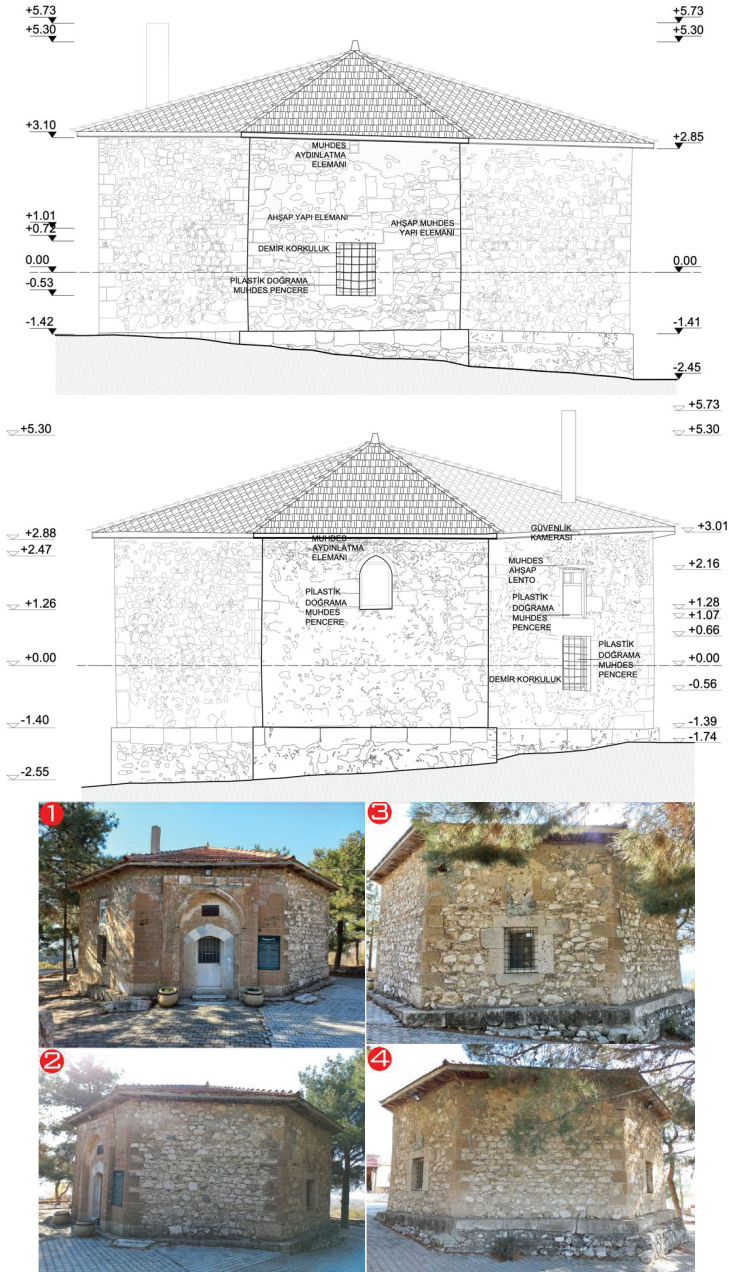 +5.73
+5.30
+5.73
+5.30
+3.10
+2.85
MUHDES
AYDINLATMA
ELEMANI
+1.01
+0.72
AHŞAP YAPI ELEMANI
AHŞAP MUHDES
YAPI ELEMANI
DEMİR KORKULUK
0.00
0.00
-0.53
PİLASTİK DOĞRAMA
MUHDES PENCERE
-1.42
-1.41
-2.45
+5.73
+5.30
+5.30
GÜVENLİK
KAMERASI
+3.01
+2.88
+2.47
MUHDES
AYDINLATMA
ELEMANI
MUHDES
AHŞAP
LENTO
+2.16
PİLASTİK
DOĞRAMA
MUHDES
PENCERE
PİLASTİK
DOĞRAMA
MUHDES
PENCERE
+1.26
+1.28
+1.07
+0.66
PİLASTİK
DOĞRAMA
MUHDES
PENCERE
+0.00
+0.00
DEMİR KORKULUK
-0.56
-1.40
-1.39
-1.74
-2.55
1
3
2
4